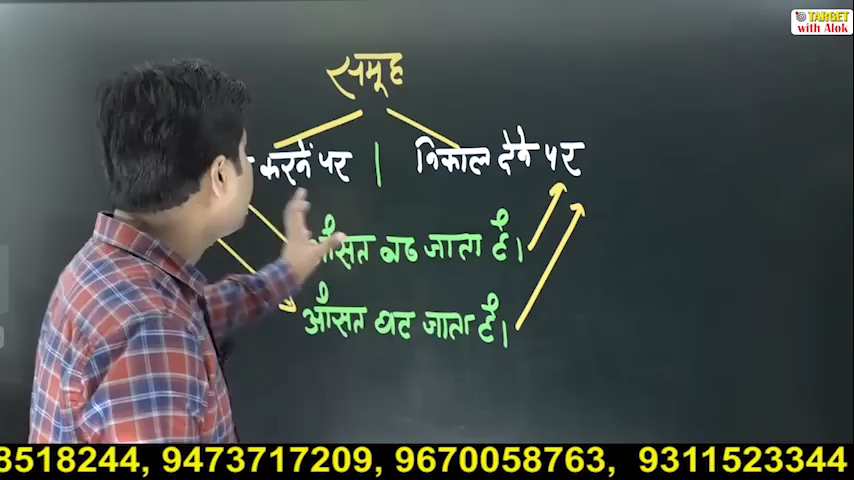 TARGET
with Alok
समूह
करने पर | निकाल देने पर
औसत बढ जाता है।
औसत घट जाता है।
8518244, 9473717209, 9670058763, 9311523344